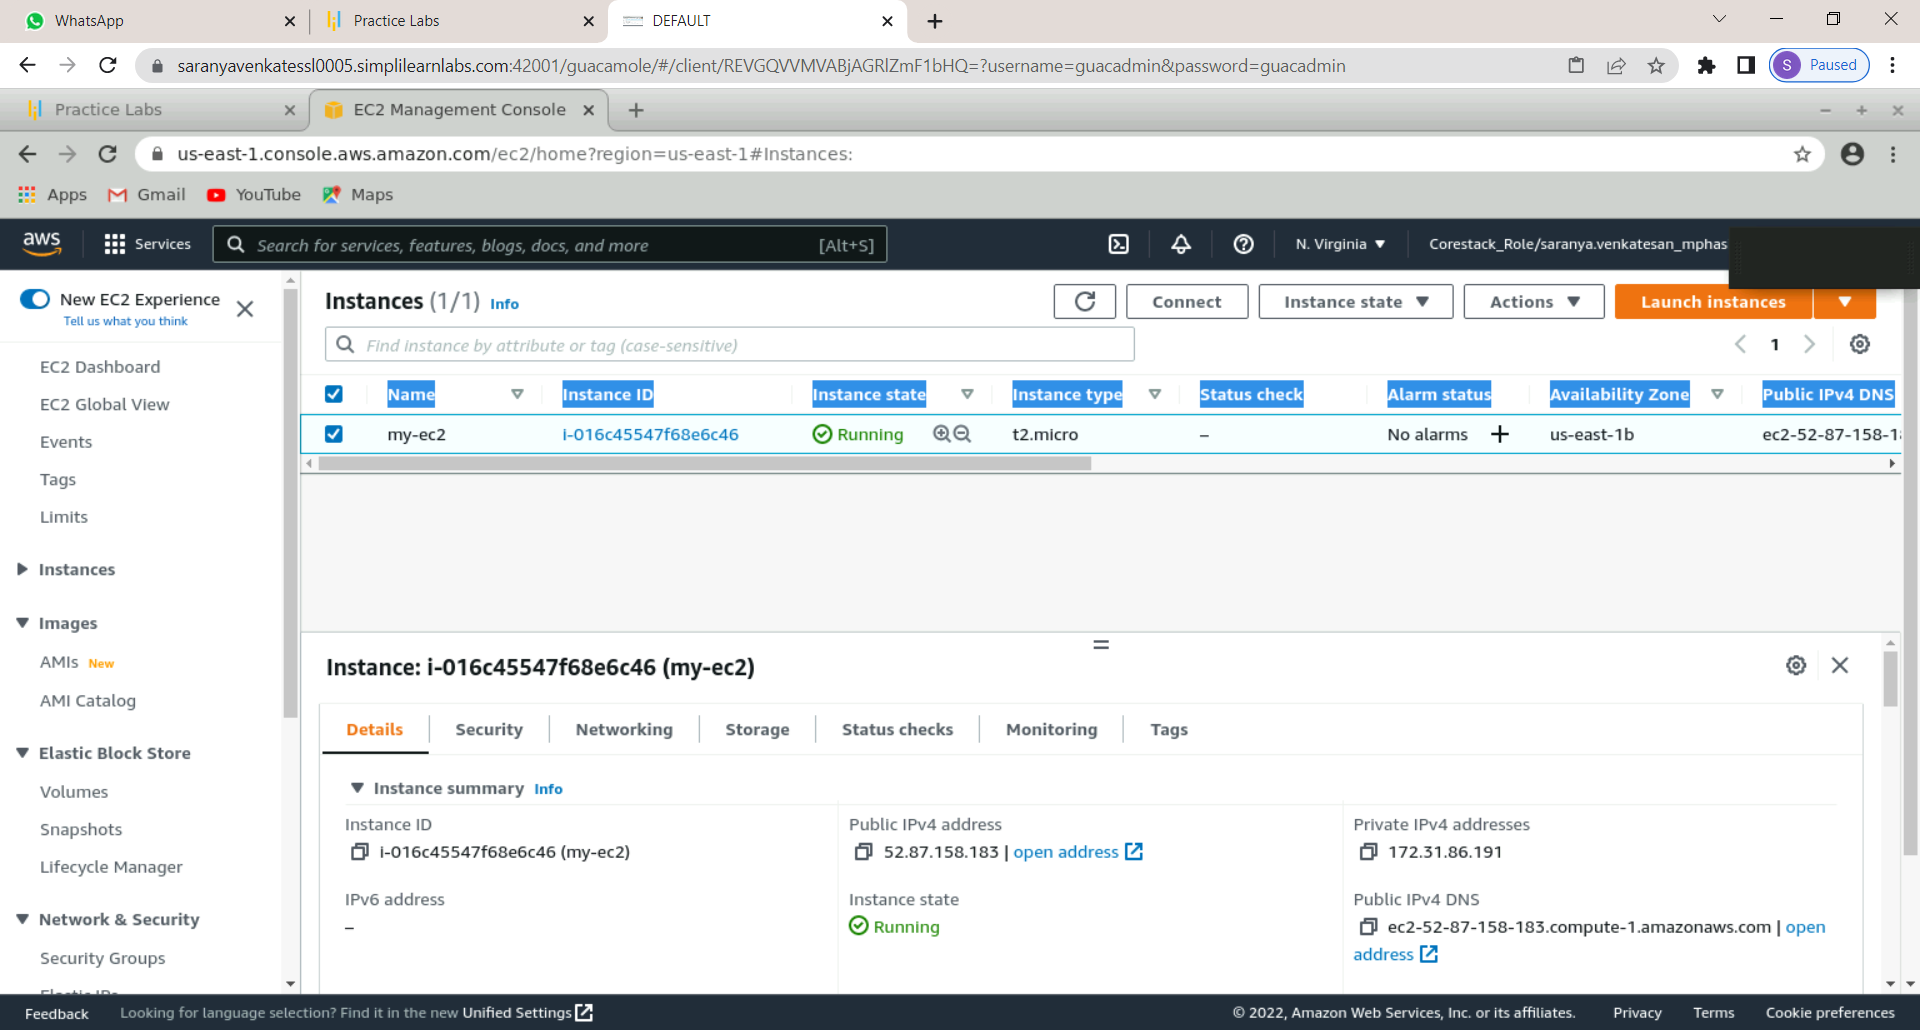 WhatsApp
Practice Labs
DEFAULT
saranyavenkatessl0005.simplilearnlabs.com:42001/guacamole/#/client/REVGQVVMVABjAGRlZmF1bHQ=?username=guacadmin&password=guacadmin
S Paused
Practice Labs
EC2 Management Console
us-east-1.console.aws.amazon.com/ec2/home?region=us-east-1#Instances:
Apps Gmail YouTube Maps
aws Services Search for services, features, blogs, docs, and more [Alt+S] N. Virginia Corestack_Role/saranya.venkatesan_mphas
New EC2 Experience
Tell us what you think
EC2 Dashboard
EC2 Global View
Events
Tags
Limits
Instances
Images
AMIs New
AMI Catalog
Elastic Block Store
Volumes
Snapshots
Lifecycle Manager
Network & Security
Security Groups
Elastic IPs
Instances (1/1) Info
Connect Instance state Actions Launch instances
Find instance by attribute or tag (case-sensitive)
1
Name Instance ID Instance state Instance type Status check Alarm status Availability Zone Public IPv4 DNS
my-ec2 i-016c45547f68e6c46 Running t2.micro – No alarms + us-east-1b ec2-52-87-158-1
Instance: i-016c45547f68e6c46 (my-ec2)
Details Security Networking Storage Status checks Monitoring Tags
Instance summary Info
Instance ID
i-016c45547f68e6c46 (my-ec2)
Public IPv4 address
52.87.158.183 | open address
Private IPv4 addresses
172.31.86.191
IPv6 address
–
Instance state
Running
Public IPv4 DNS
ec2-52-87-158-183.compute-1.amazonaws.com | open
address
Feedback Looking for language selection? Find it in the new Unified Settings © 2022, Amazon Web Services, Inc. or its affiliates. Privacy Terms Cookie preferences